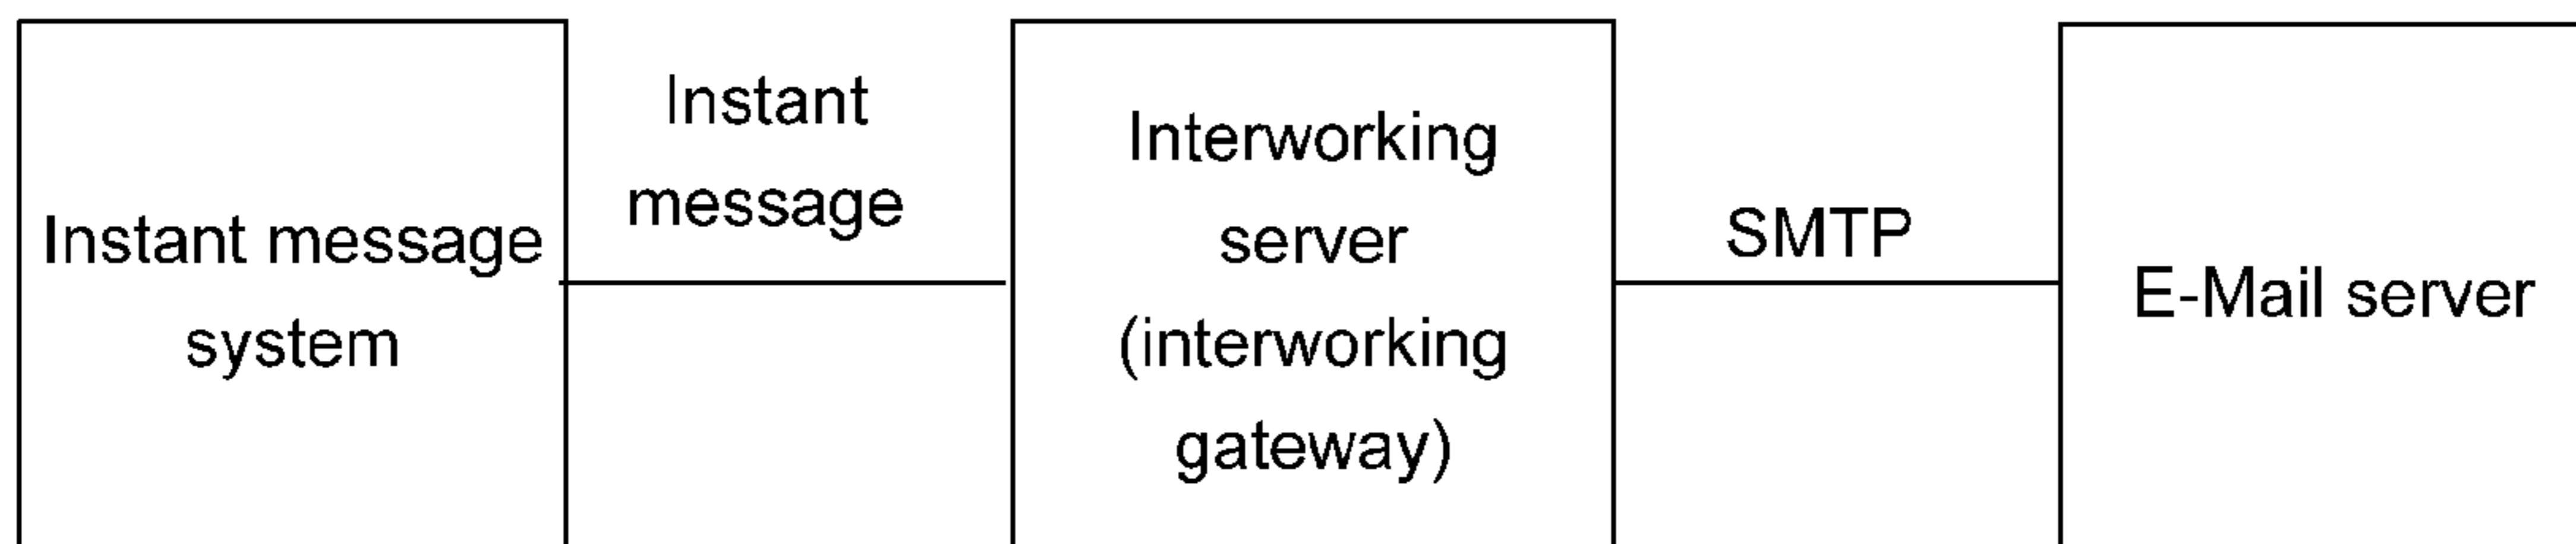 Instant message
system
Instant
message
Interworking
server
(interworking
gateway)
SMTP
E-Mail server